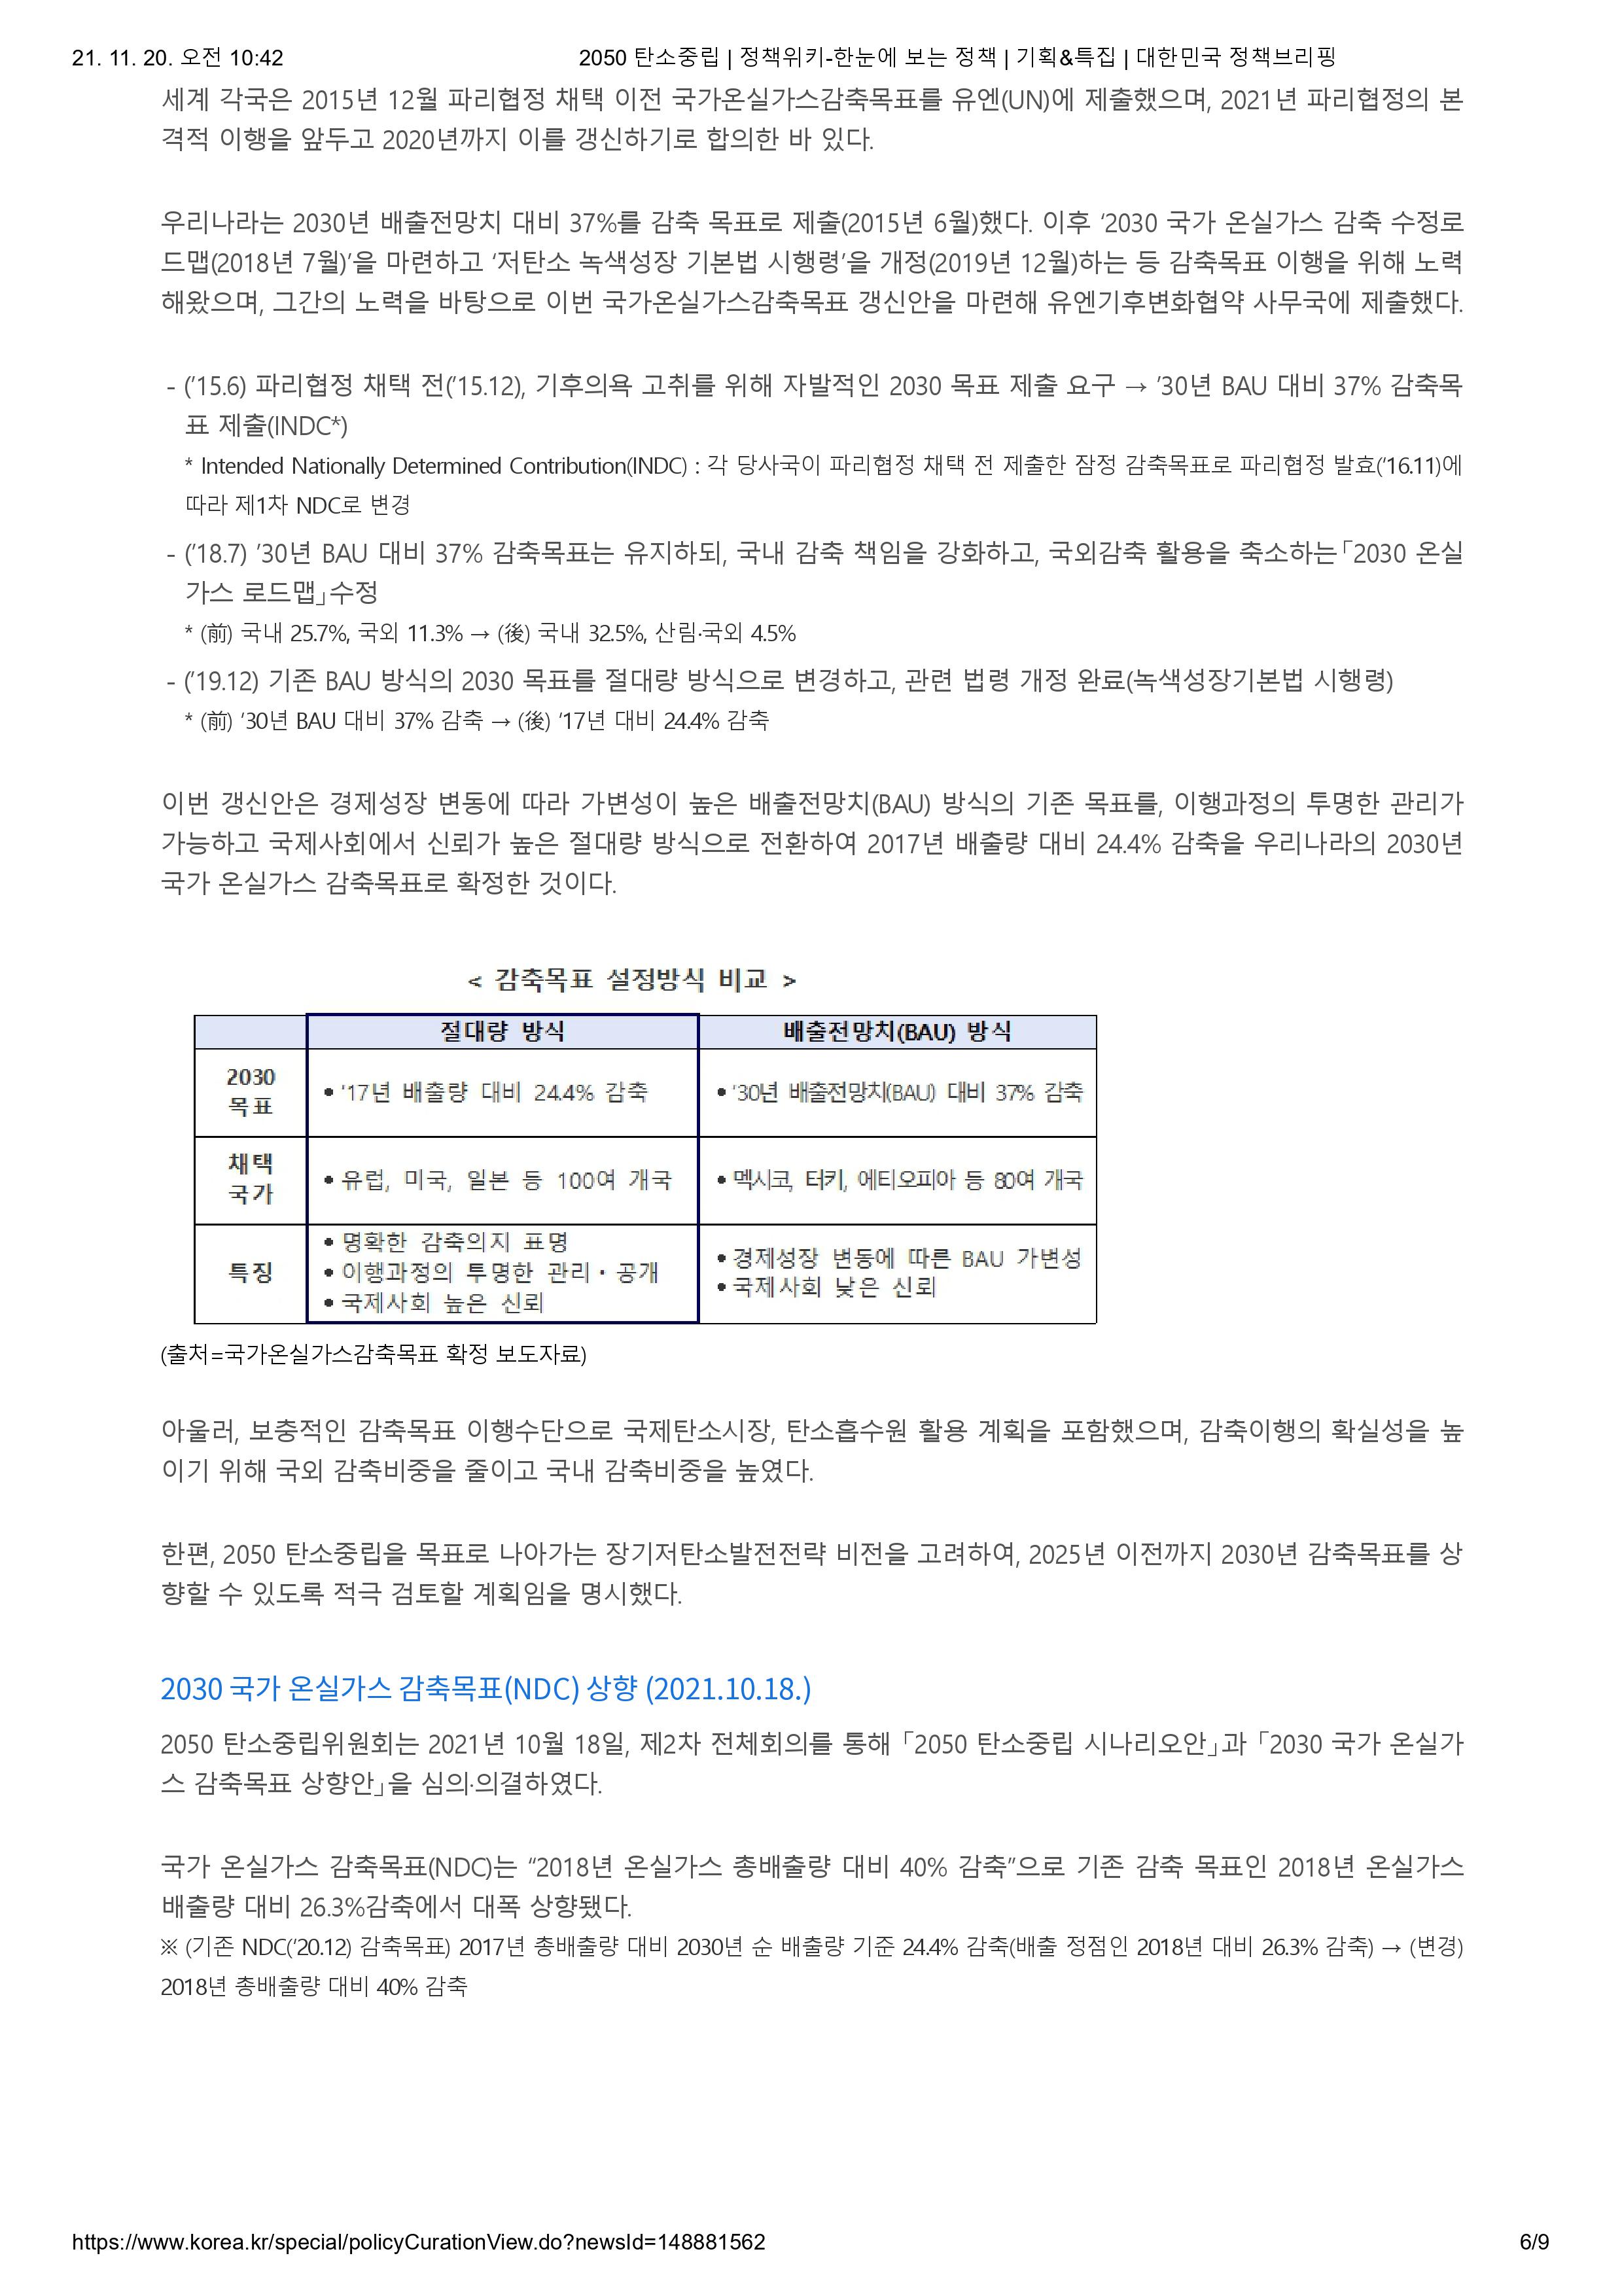 21. 11. 20. 오전 10:42
2050 탄소중립 | 정책위키-한눈에 보는 정책 | 기획&특집 | 대한민국 정책브리핑
세계 각국은 2015년 12월 파리협정 채택 이전 국가온실가스감축목표를 유엔(UN)에 제출했으며, 2021년 파리협정의 본
격적 이행을 앞두고 2020년까지 이를 갱신하기로 합의한 바 있다.
우리나라는 2030년 배출전망치 대비 37%를 감축 목표로 제출(2015년 6월)했다. 이후 ‘2030 국가 온실가스 감축 수정로
드맵(2018년 7월)’을 마련하고 ‘저탄소 녹색성장 기본법 시행령’을 개정(2019년 12월)하는 등 감축목표 이행을 위해 노력
해왔으며, 그간의 노력을 바탕으로 이번 국가온실가스감축목표 갱신안을 마련해 유엔기후변화협약 사무국에 제출했다.
- (’15.6) 파리협정 채택 전(’15.12), 기후의욕 고취를 위해 자발적인 2030 목표 제출 요구 → ’30년 BAU 대비 37% 감축목
표 제출(INDC*)
* Intended Nationally Determined Contribution(INDC) : 각 당사국이 파리협정 채택 전 제출한 잠정 감축목표로 파리협정 발효(‘16.11)에
따라 제1차 NDC로 변경
- (’18.7) ’30년 BAU 대비 37% 감축목표는 유지하되, 국내 감축 책임을 강화하고, 국외감축 활용을 축소하는「2030 온실
가스 로드맵」수정
* (前) 국내 25.7%, 국외 11.3% → (後) 국내 32.5%, 산림·국외 4.5%
- (’19.12) 기존 BAU 방식의 2030 목표를 절대량 방식으로 변경하고, 관련 법령 개정 완료(녹색성장기본법 시행령)
* (前) ‘30년 BAU 대비 37% 감축 → (後) ’17년 대비 24.4% 감축
이번 갱신안은 경제성장 변동에 따라 가변성이 높은 배출전망치(BAU) 방식의 기존 목표를, 이행과정의 투명한 관리가
가능하고 국제사회에서 신뢰가 높은 절대량 방식으로 전환하여 2017년 배출량 대비 24.4% 감축을 우리나라의 2030년
국가 온실가스 감축목표로 확정한 것이다.
< 감축목표 설정방식 비교 >
절대량 방식
배출전망치(BAU) 방식
2030
목표
• ‘17년 배출량 대비 24.4% 감축
• ‘30년 배출전망치(BAU) 대비 37% 감축
채택
국가
• 유럽, 미국, 일본 등 100여 개국
• 멕시코, 터키, 에티오피아 등 80여 개국
특징
• 명확한 감축의지 표명
• 이행과정의 투명한 관리·공개
• 국제사회 높은 신뢰
• 경제성장 변동에 따른 BAU 가변성
• 국제사회 낮은 신뢰
(출처=국가온실가스감축목표 확정 보도자료)
아울러, 보충적인 감축목표 이행수단으로 국제탄소시장, 탄소흡수원 활용 계획을 포함했으며, 감축이행의 확실성을 높
이기 위해 국외 감축비중을 줄이고 국내 감축비중을 높였다.
한편, 2050 탄소중립을 목표로 나아가는 장기저탄소발전전략 비전을 고려하여, 2025년 이전까지 2030년 감축목표를 상
향할 수 있도록 적극 검토할 계획임을 명시했다.
2030 국가 온실가스 감축목표(NDC) 상향 (2021.10.18.)
2050 탄소중립위원회는 2021년 10월 18일, 제2차 전체회의를 통해 「2050 탄소중립 시나리오안」과 「2030 국가 온실가
스 감축목표 상향안」을 심의·의결하였다.
국가 온실가스 감축목표(NDC)는 “2018년 온실가스 총배출량 대비 40% 감축”으로 기존 감축 목표인 2018년 온실가스
배출량 대비 26.3%감축에서 대폭 상향됐다.
※ (기존 NDC(‘20.12) 감축목표) 2017년 총배출량 대비 2030년 순 배출량 기준 24.4% 감축(배출 정점인 2018년 대비 26.3% 감축) → (변경)
2018년 총배출량 대비 40% 감축
https://www.korea.kr/special/policyCurationView.do?newsId=148881562
6/9